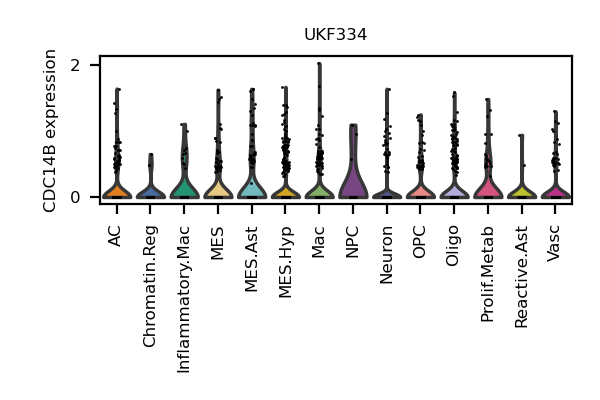 UKF334
CDC14B expression
2
0
AC
Chromatin.Reg
Inflammatory.Mac
MES
MES.Ast
MES.Hyp
Mac
NPC
Neuron
OPC
Oligo
Prolif.Metab
Reactive.Ast
Vasc